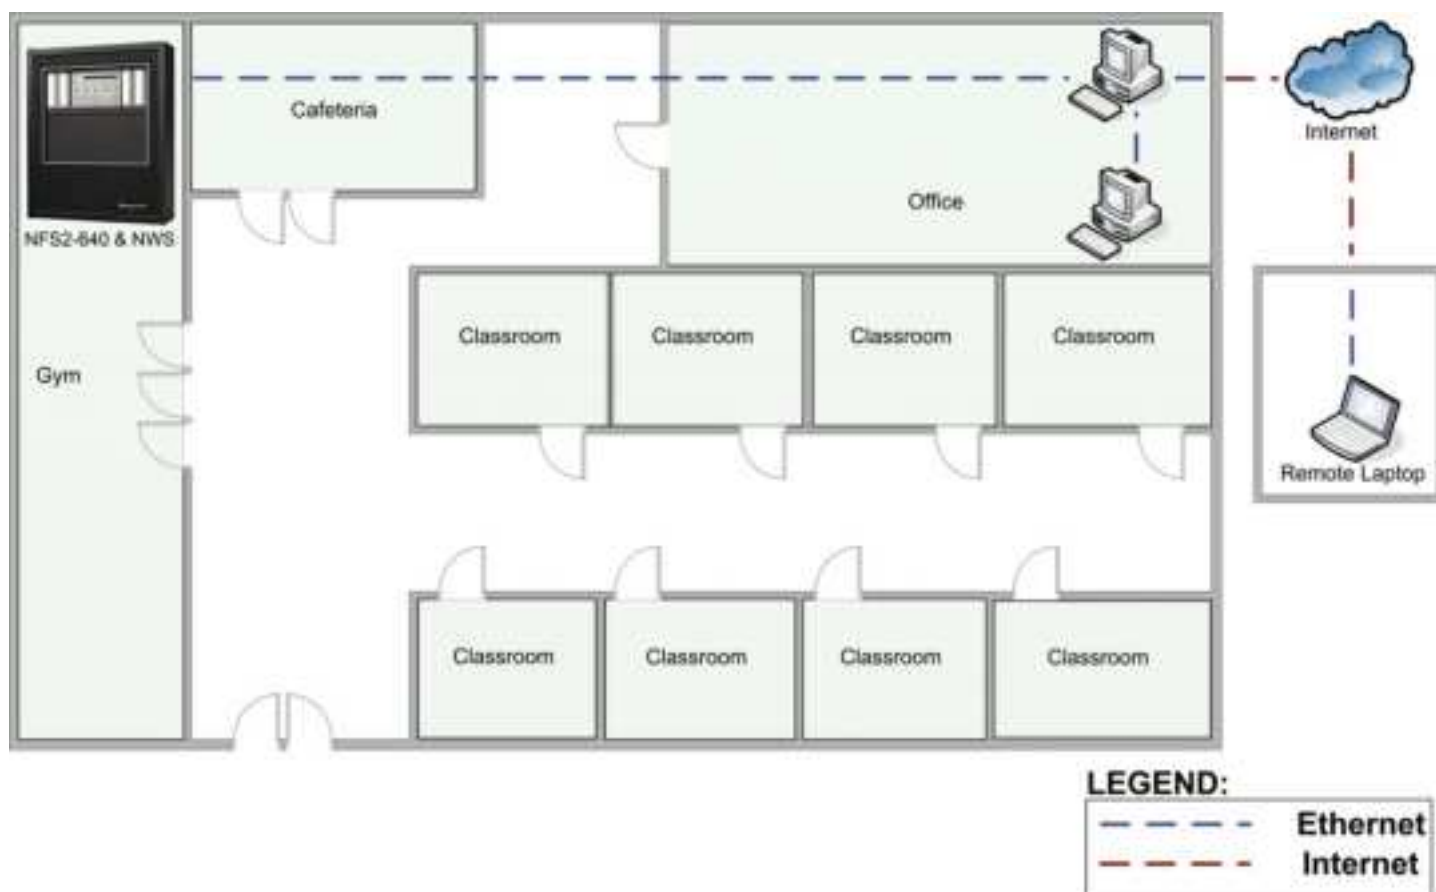 Cafeteria
Internet
Office
NFS2-640 & NWS
Classroom
Classroom
Classroom
Classroom
Gym
Remote Laptop
Classroom
Classroom
Classroom
Classroom
LEGEND:
Ethernet
Internet